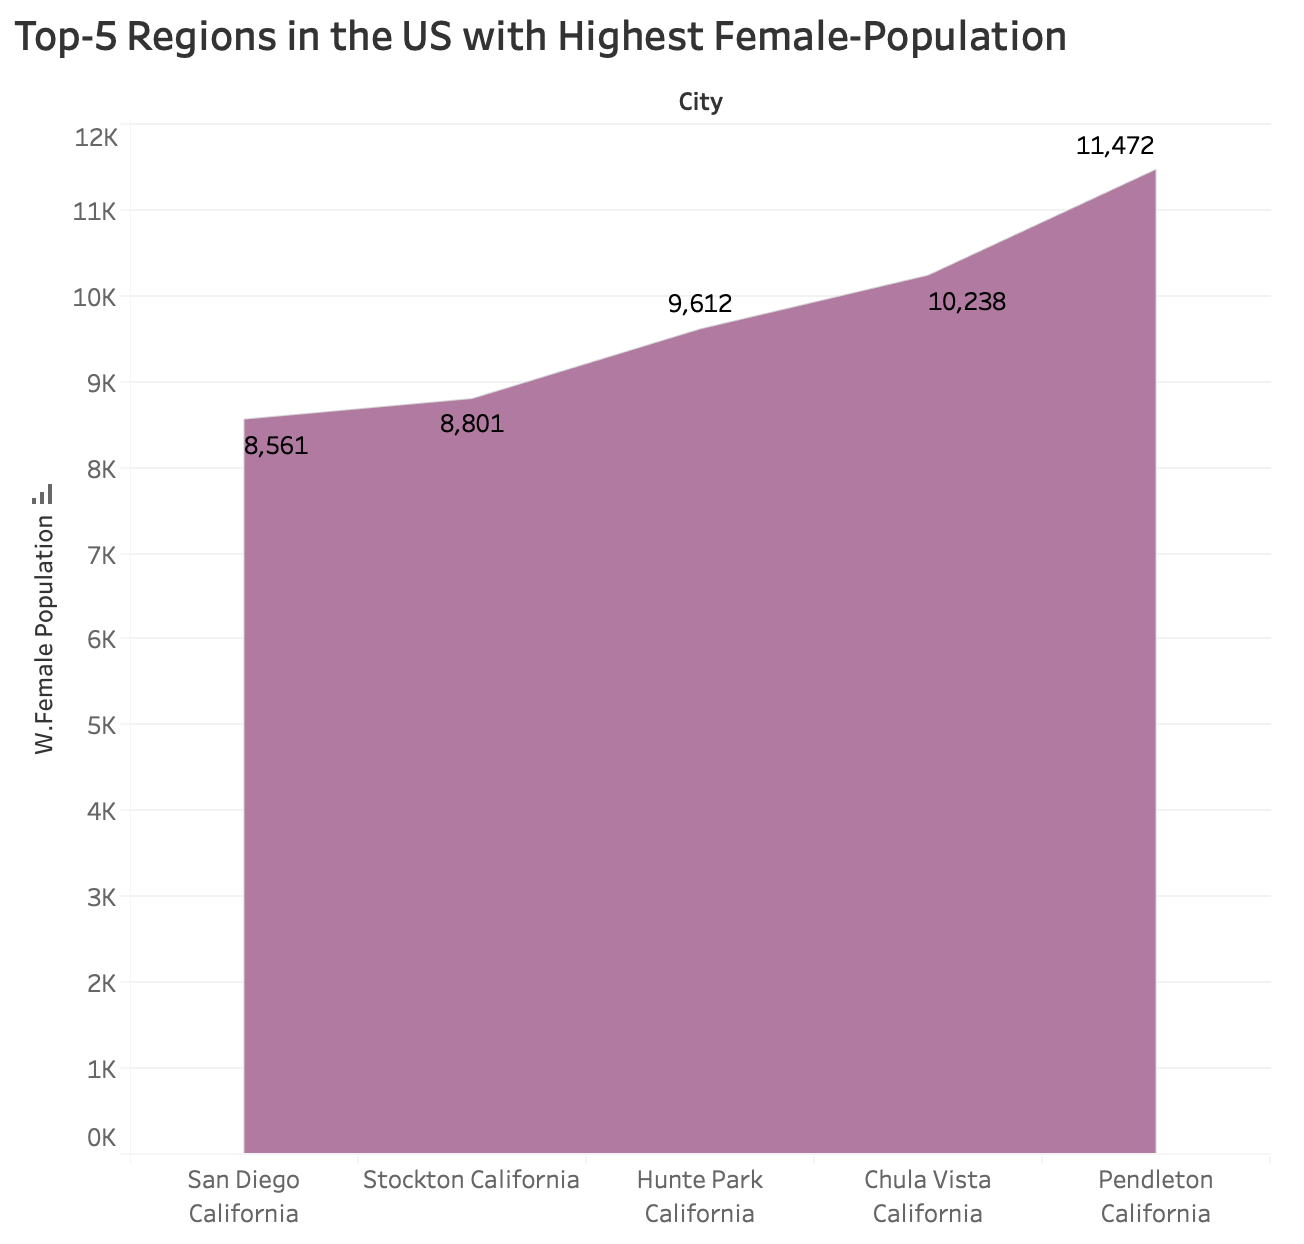 Top-5 Regions in the US with Highest Female-Population
City
12K
11K
10K
9K
8K
7K
6K
5K
4K
3K
2K
1K
0K
W.Female Population
8,561
8,801
9,612
10,238
11,472
San Diego
California
Stockton California
Hunte Park
California
Chula Vista
California
Pendleton
California